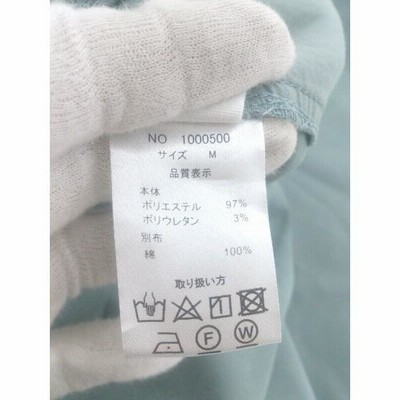 NO 1000500
サイズ M
品質表示
本体
ポリエステル 97%
ポリウレタン 3%
別布
綿 100%
取り扱い方
F W